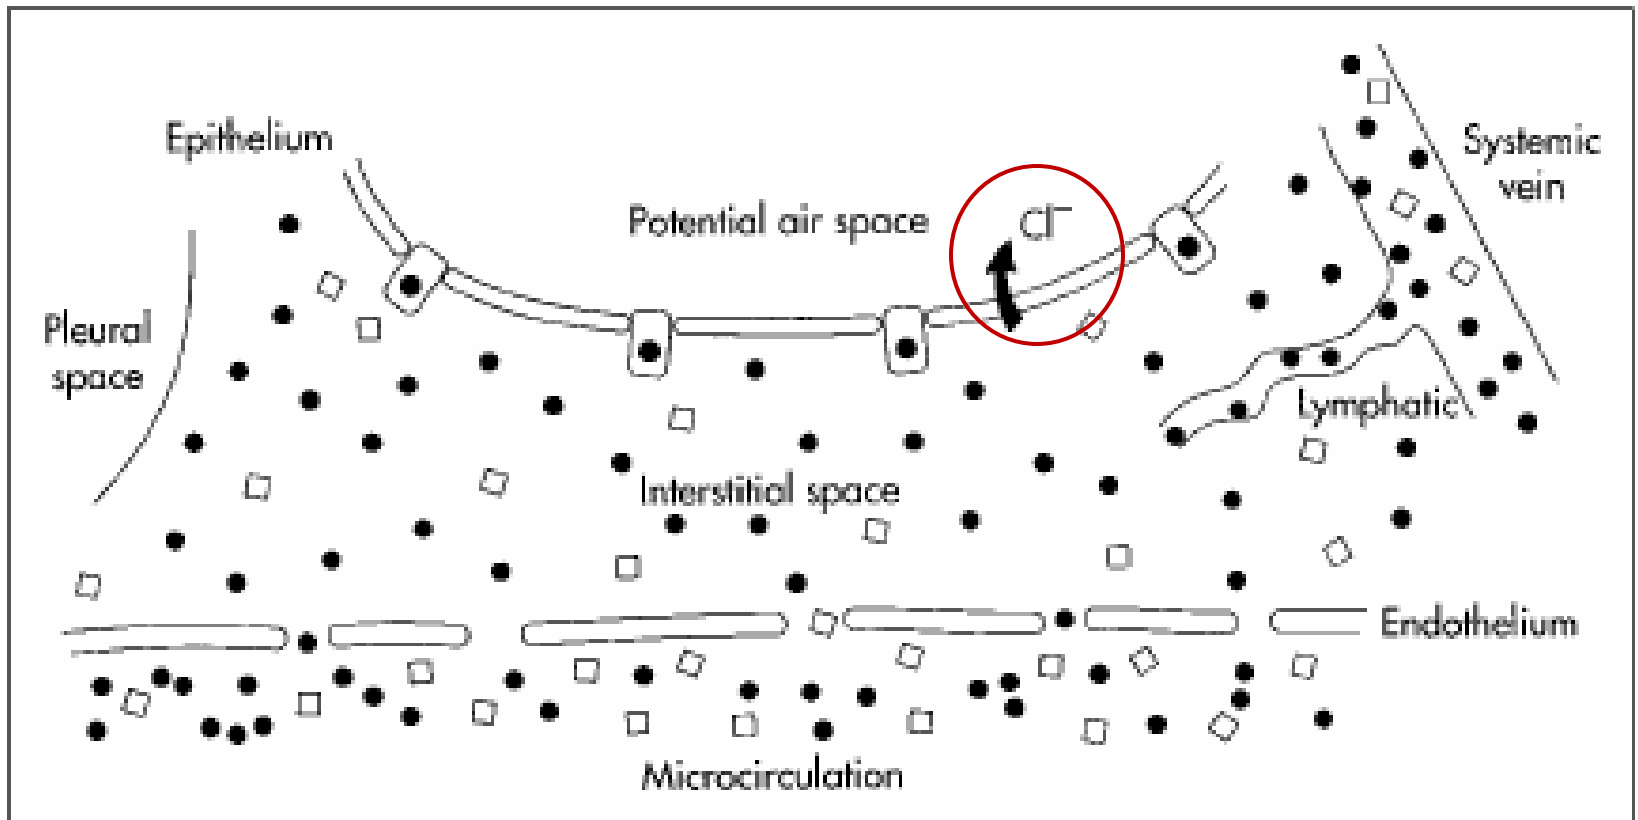 Epithelium
Potential air space
Cl⁻
Systemic
vein
Pleural
space
Lymphatic
Interstitial space
Endothelium
Microcirculation